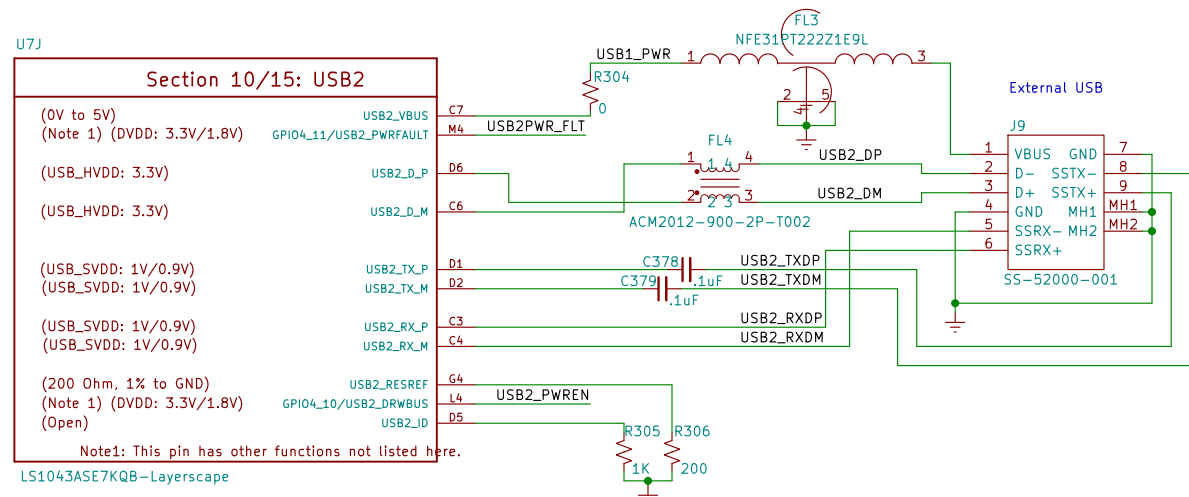 FL3
NFE31PT222Z1E9L
U7J
USB1_PWR
1
3
Section 10/15: USB2
R304
0
2
5
External USB
(0V to 5V)
USB2_VBUS
C7
(Note 1) (DVDD: 3.3V/1.8V)
GPIO4_11/USB2_PWRFAULT
M4
USB2PWR_FLT
J9
FL4
1
VBUS
GND
7
1
1 4
4
USB2_DP
2
D-
SSTX-
8
(USB_HVDD: 3.3V)
USB2_D_P
D6
3
D+
SSTX+
9
2
2 3
3
USB2_DM
(USB_HVDD: 3.3V)
USB2_D_M
C6
4
GND
MH1
MH1
ACM2012-900-2P-T002
5
SSRX-
MH2
MH2
6
SSRX+
(USB_SVDD: 1V/0.9V)
USB2_TX_P
D1
C378
.1uF
USB2_TXDP
(USB_SVDD: 1V/0.9V)
USB2_TX_M
D2
C379
.1uF
USB2_TXDM
SS-52000-001
(USB_SVDD: 1V/0.9V)
USB2_RX_P
C3
USB2_RXDP
(USB_SVDD: 1V/0.9V)
USB2_RX_M
C4
USB2_RXDM
(200 Ohm, 1% to GND)
USB2_RESREF
G4
(Note 1) (DVDD: 3.3V/1.8V)
GPIO4_10/USB2_DRWBUS
L4
USB2_PWREN
(Open)
USB2_ID
D5
R305
R306
1K
200
Note1: This pin has other functions not listed here.
LS1043ASE7KQB-Layerscape